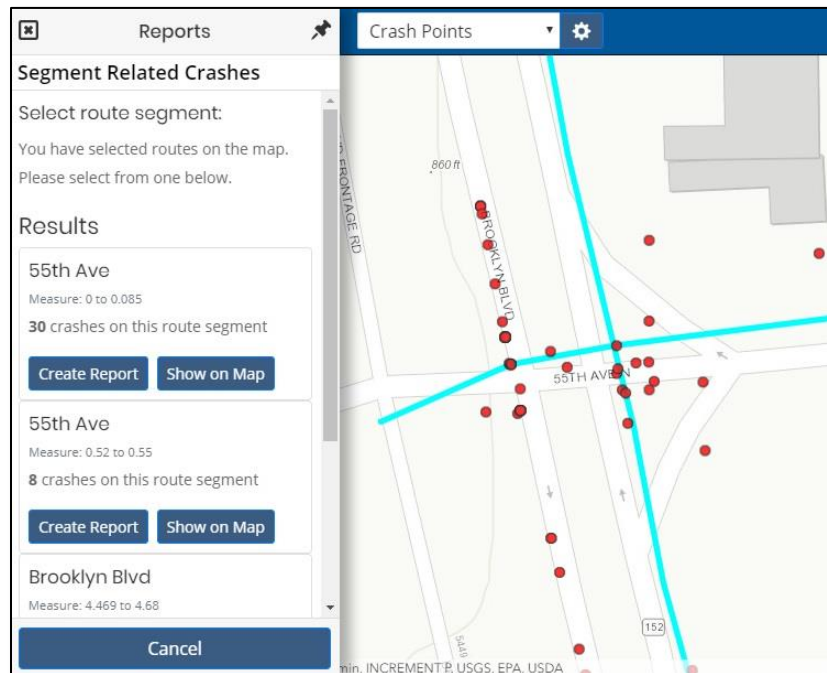 Reports
Crash Points
Segment Related Crashes
Select route segment:
You have selected routes on the map.
Please select from one below.
Results
55th Ave
Measure: 0 to 0.085
30 crashes on this route segment
Create Report
Show on Map
55th Ave
Measure: 0.52 to 0.55
8 crashes on this route segment
Create Report
Show on Map
Brooklyn Blvd
Measure: 4.469 to 4.68
Cancel
860 ft
FRONTAGE RD
BROOKLYN BLVD
55TH AVE N
152
5449
min, INCREMENT P, USGS, EPA, USDA